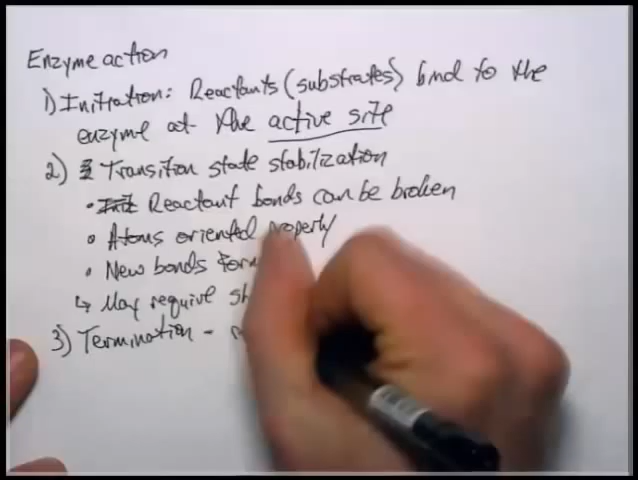 Enzyme action
1) Initiation: Reactants (substrates) bind to the
enzyme at the active site
2) Transition state stabilization
• Reactant bonds can be broken
• Atoms oriented properly
• New bonds form
↳ May require
3) Termination -